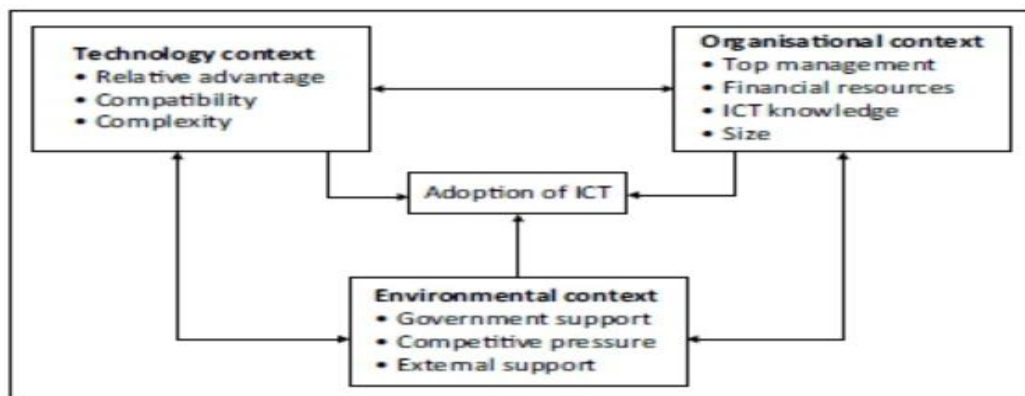 Technology context
• Relative advantage
• Compatibility
• Complexity
Organisational context
• Top management
• Financial resources
• ICT knowledge
• Size
Adoption of ICT
Environmental context
• Government support
• Competitive pressure
• External support